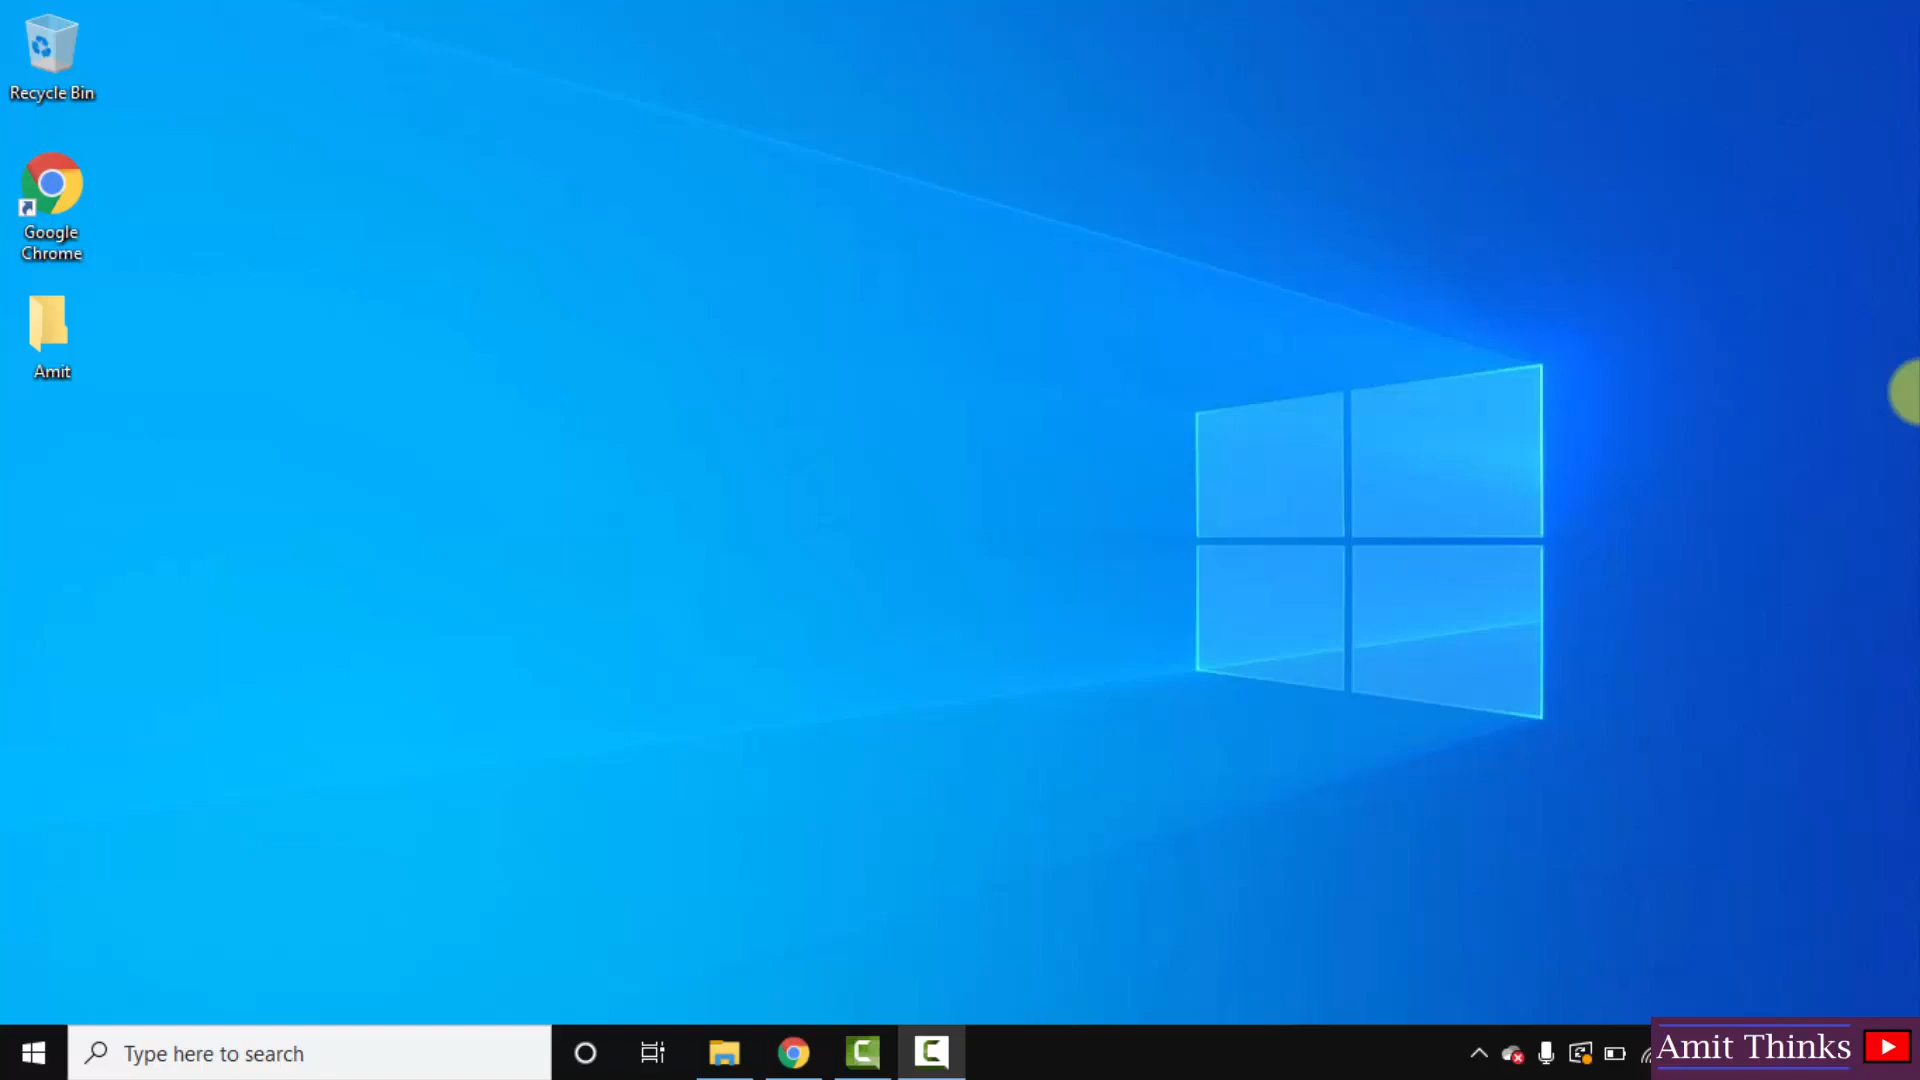 Recycle Bin
Google
Chrome
Amit
Type here to search
Amit Thinks